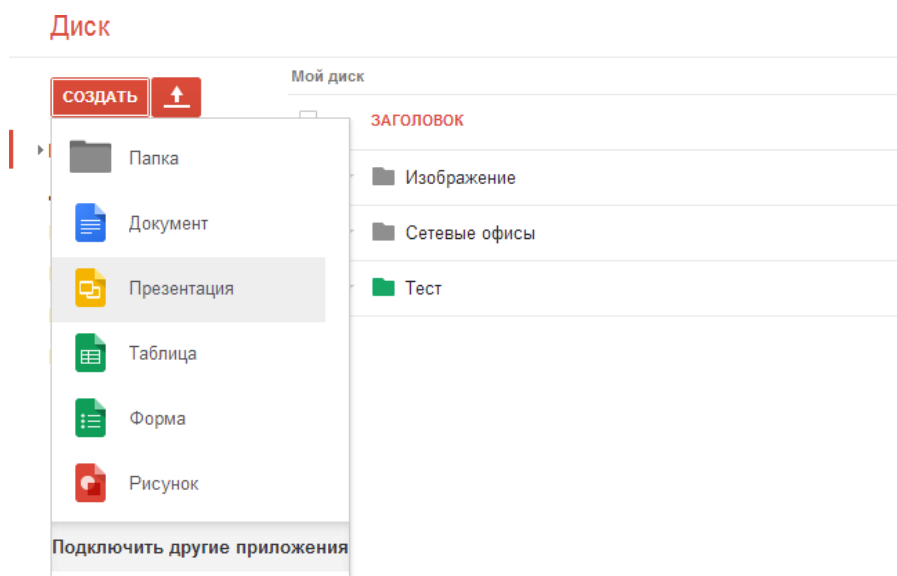 Диск
СОЗДАТЬ
Мой диск
ЗАГОЛОВОК
Папка
Изображение
Документ
Сетевые офисы
Презентация
Тест
Таблица
Форма
Рисунок
Подключить другие приложения